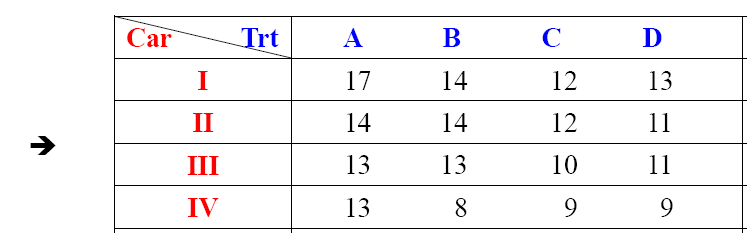 Car Trt A B C D
I 17 14 12 13
II 14 14 12 11
III 13 13 10 11
IV 13 8 9 9